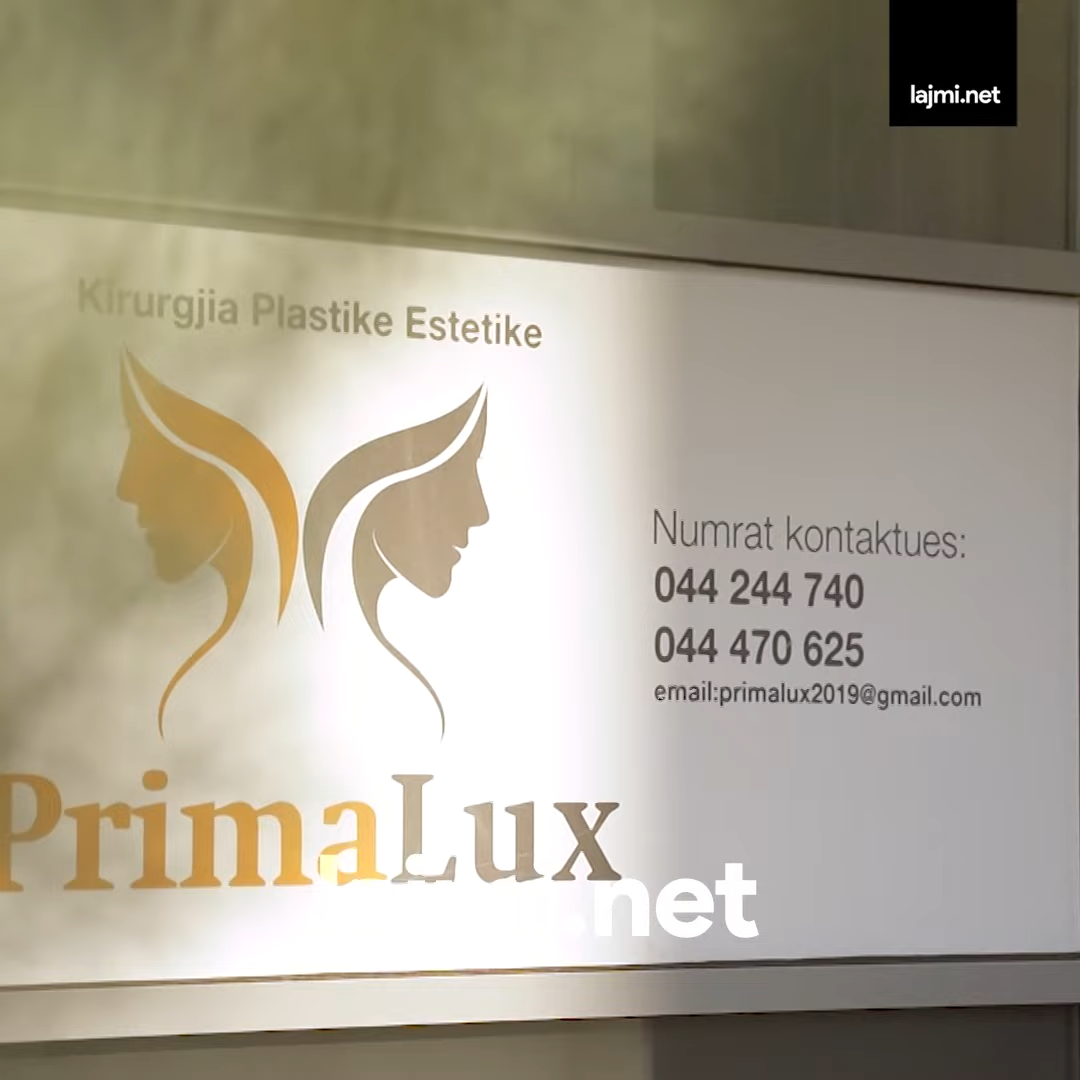 lajmi.net
Kirurgjia Plastike Estetike
Numrat kontaktues:
044 244 740
044 470 625
email:primalux2019@gmail.com
PrimaLux
.net